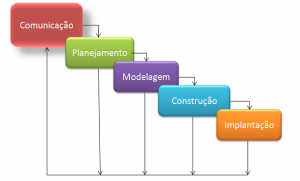 Comunicação
Planejamento
Modelagem
Construção
Implantação